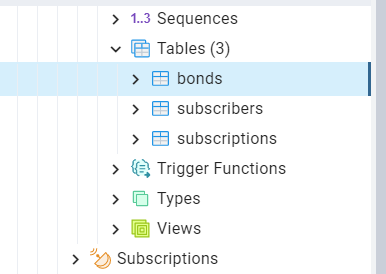 1..3 Sequences
Tables (3)
bonds
subscribers
subscriptions
Trigger Functions
Types
Views
Subscriptions